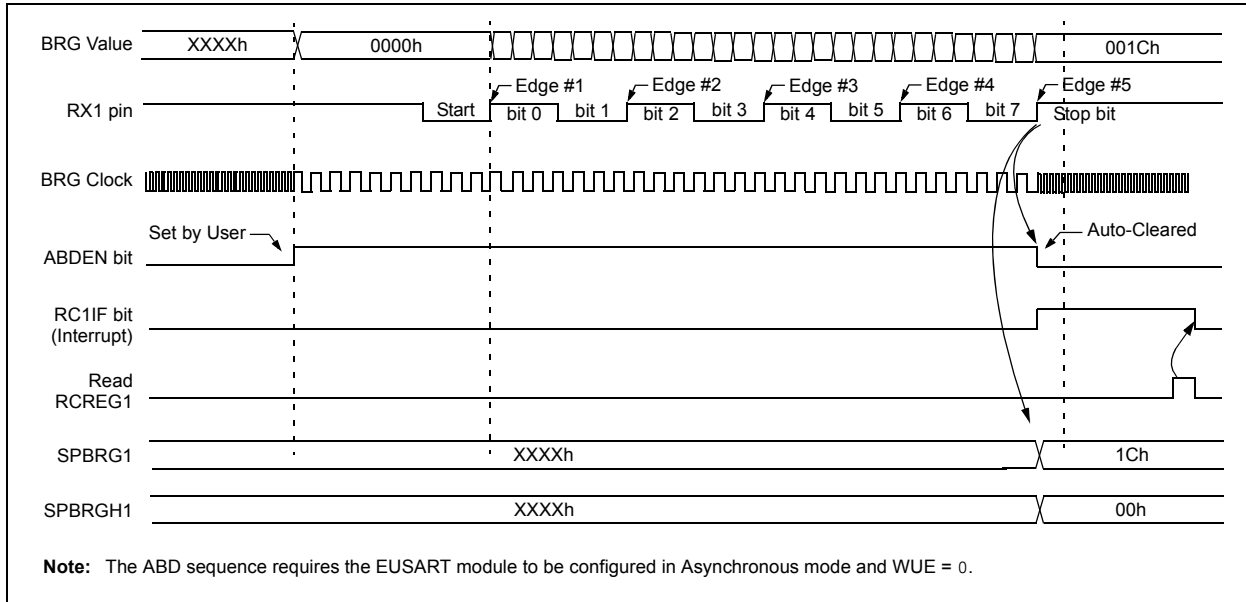 BRG Value XXXXh 0000h 001Ch
Edge #1 Edge #2 Edge #3 Edge #4 Edge #5
RX1 pin Start bit 0 bit 1 bit 2 bit 3 bit 4 bit 5 bit 6 bit 7 Stop bit
BRG Clock
Set by User Auto-Cleared
ABDEN bit
RC1IF bit
(Interrupt)
Read
RCREG1
SPBRG1 XXXXh 1Ch
SPBRGH1 XXXXh 00h
Note: The ABD sequence requires the EUSART module to be configured in Asynchronous mode and WUE = 0.